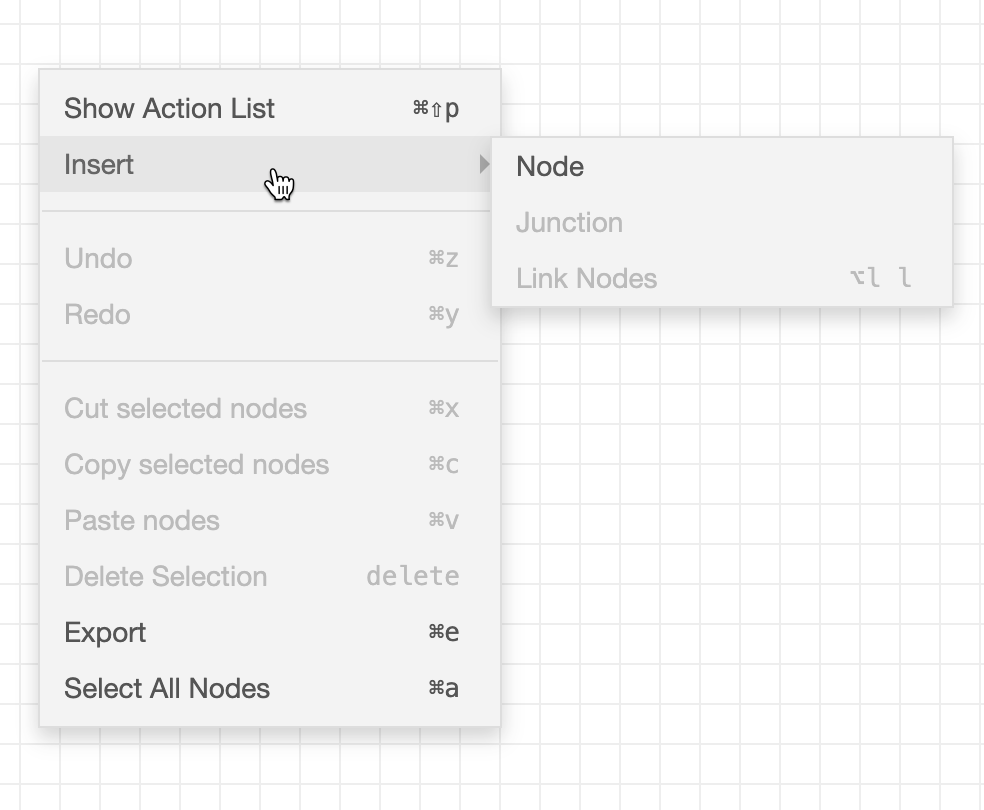 Show Action List ⌘⇧p
Insert
Node
Junction
Link Nodes ⌥l l
Undo ⌘z
Redo ⌘y
Cut selected nodes ⌘x
Copy selected nodes ⌘c
Paste nodes ⌘v
Delete Selection delete
Export ⌘e
Select All Nodes ⌘a